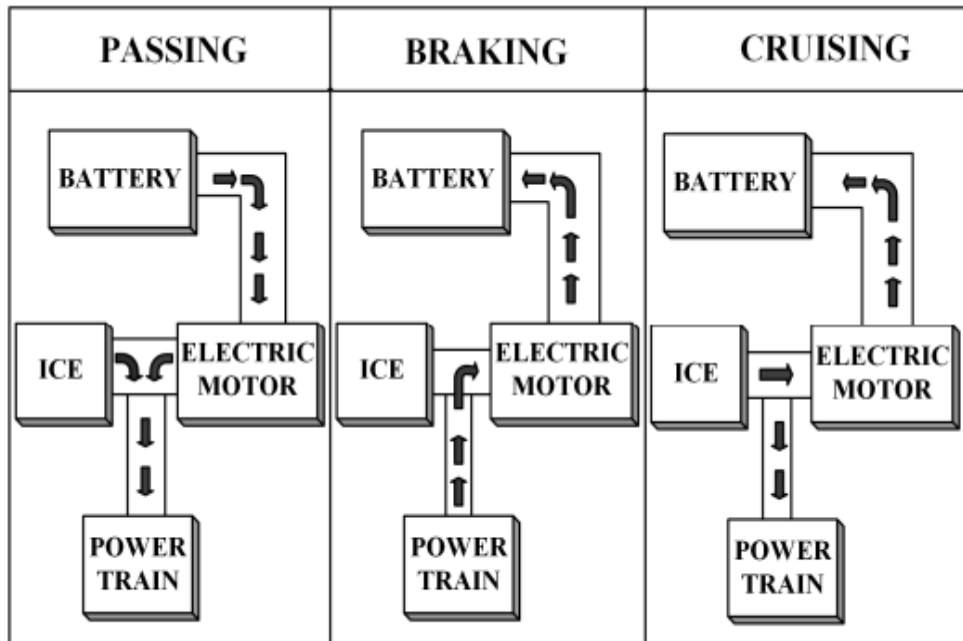 PASSING
BRAKING
CRUISING
BATTERY
ICE
ELECTRIC
MOTOR
POWER
TRAIN
BATTERY
ICE
ELECTRIC
MOTOR
POWER
TRAIN
BATTERY
ICE
ELECTRIC
MOTOR
POWER
TRAIN